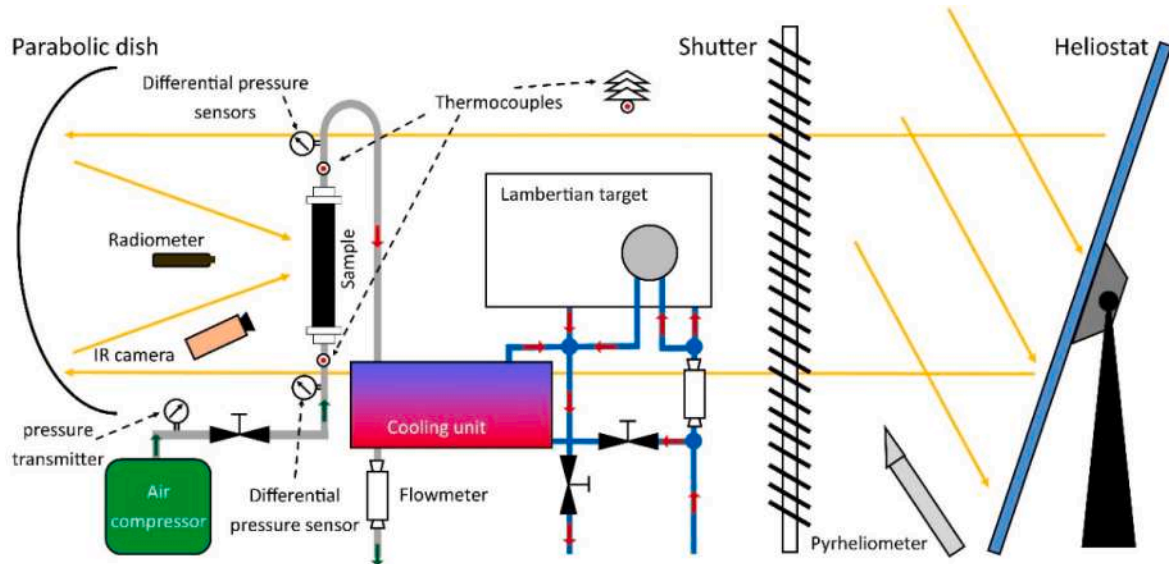 Parabolic dish
Shutter
Heliostat
Differential pressure
sensors
Thermocouples
Lambertian target
Radiometer
Sample
IR camera
Cooling unit
pressure
transmitter
Air
compressor
Differential
pressure sensor
Flowmeter
Pyrheliometer